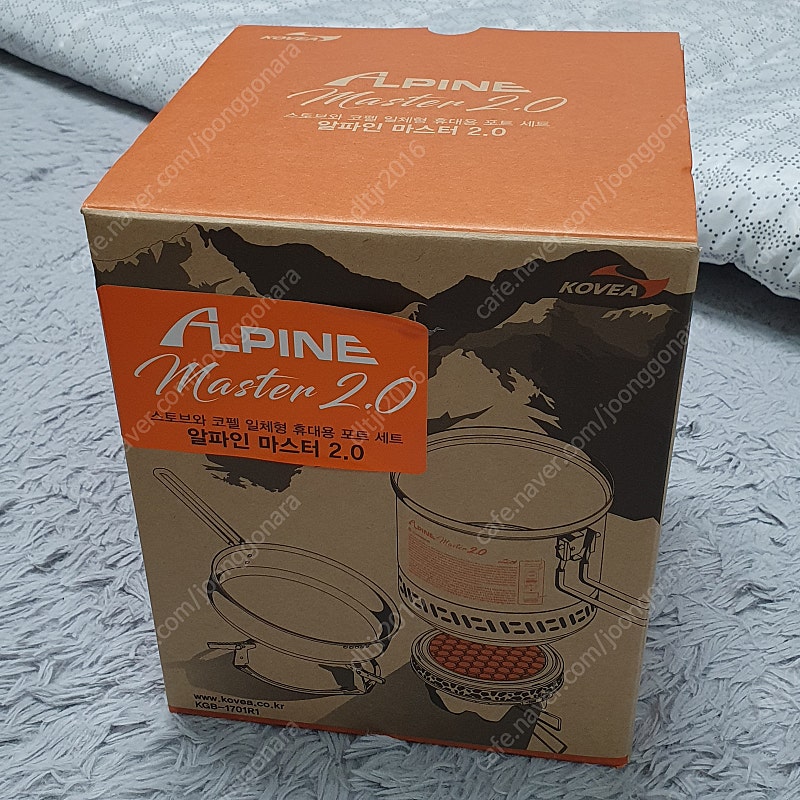 KOVEA
ALPINE
Master 2.0
스토브와 코펠 일체형 휴대용 포트 세트
알파인 마스터 2.0
KOVEA
ALPINE
Master 2.0
스토브와 코펠 일체형 휴대용 포트 세트
알파인 마스터 2.0
ALPINE Master 2.0
www.kovea.co.kr
KGB-1701R1
cafe.naver.com/joonggonara
dltjr2016